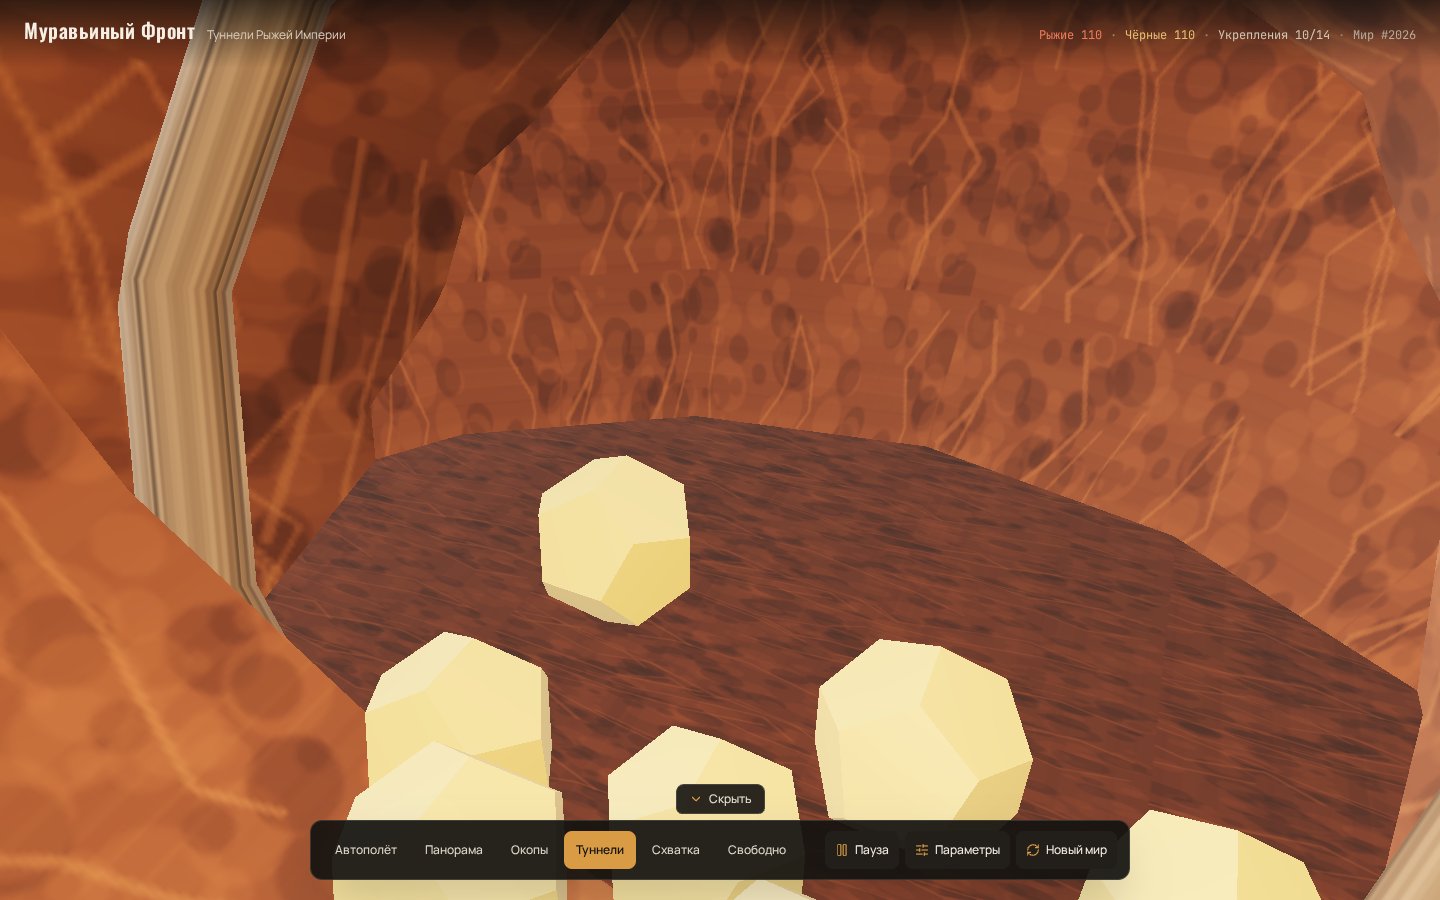 Муравьиный Фронт Туннели Рыжей Империи
Рыжие 110 · Чёрные 110 · Укрепления 10/14 · Мир #2026
Скрыть
Автополёт Панорама Окопы Туннели Схватка Свободно Пауза Параметры Новый мир